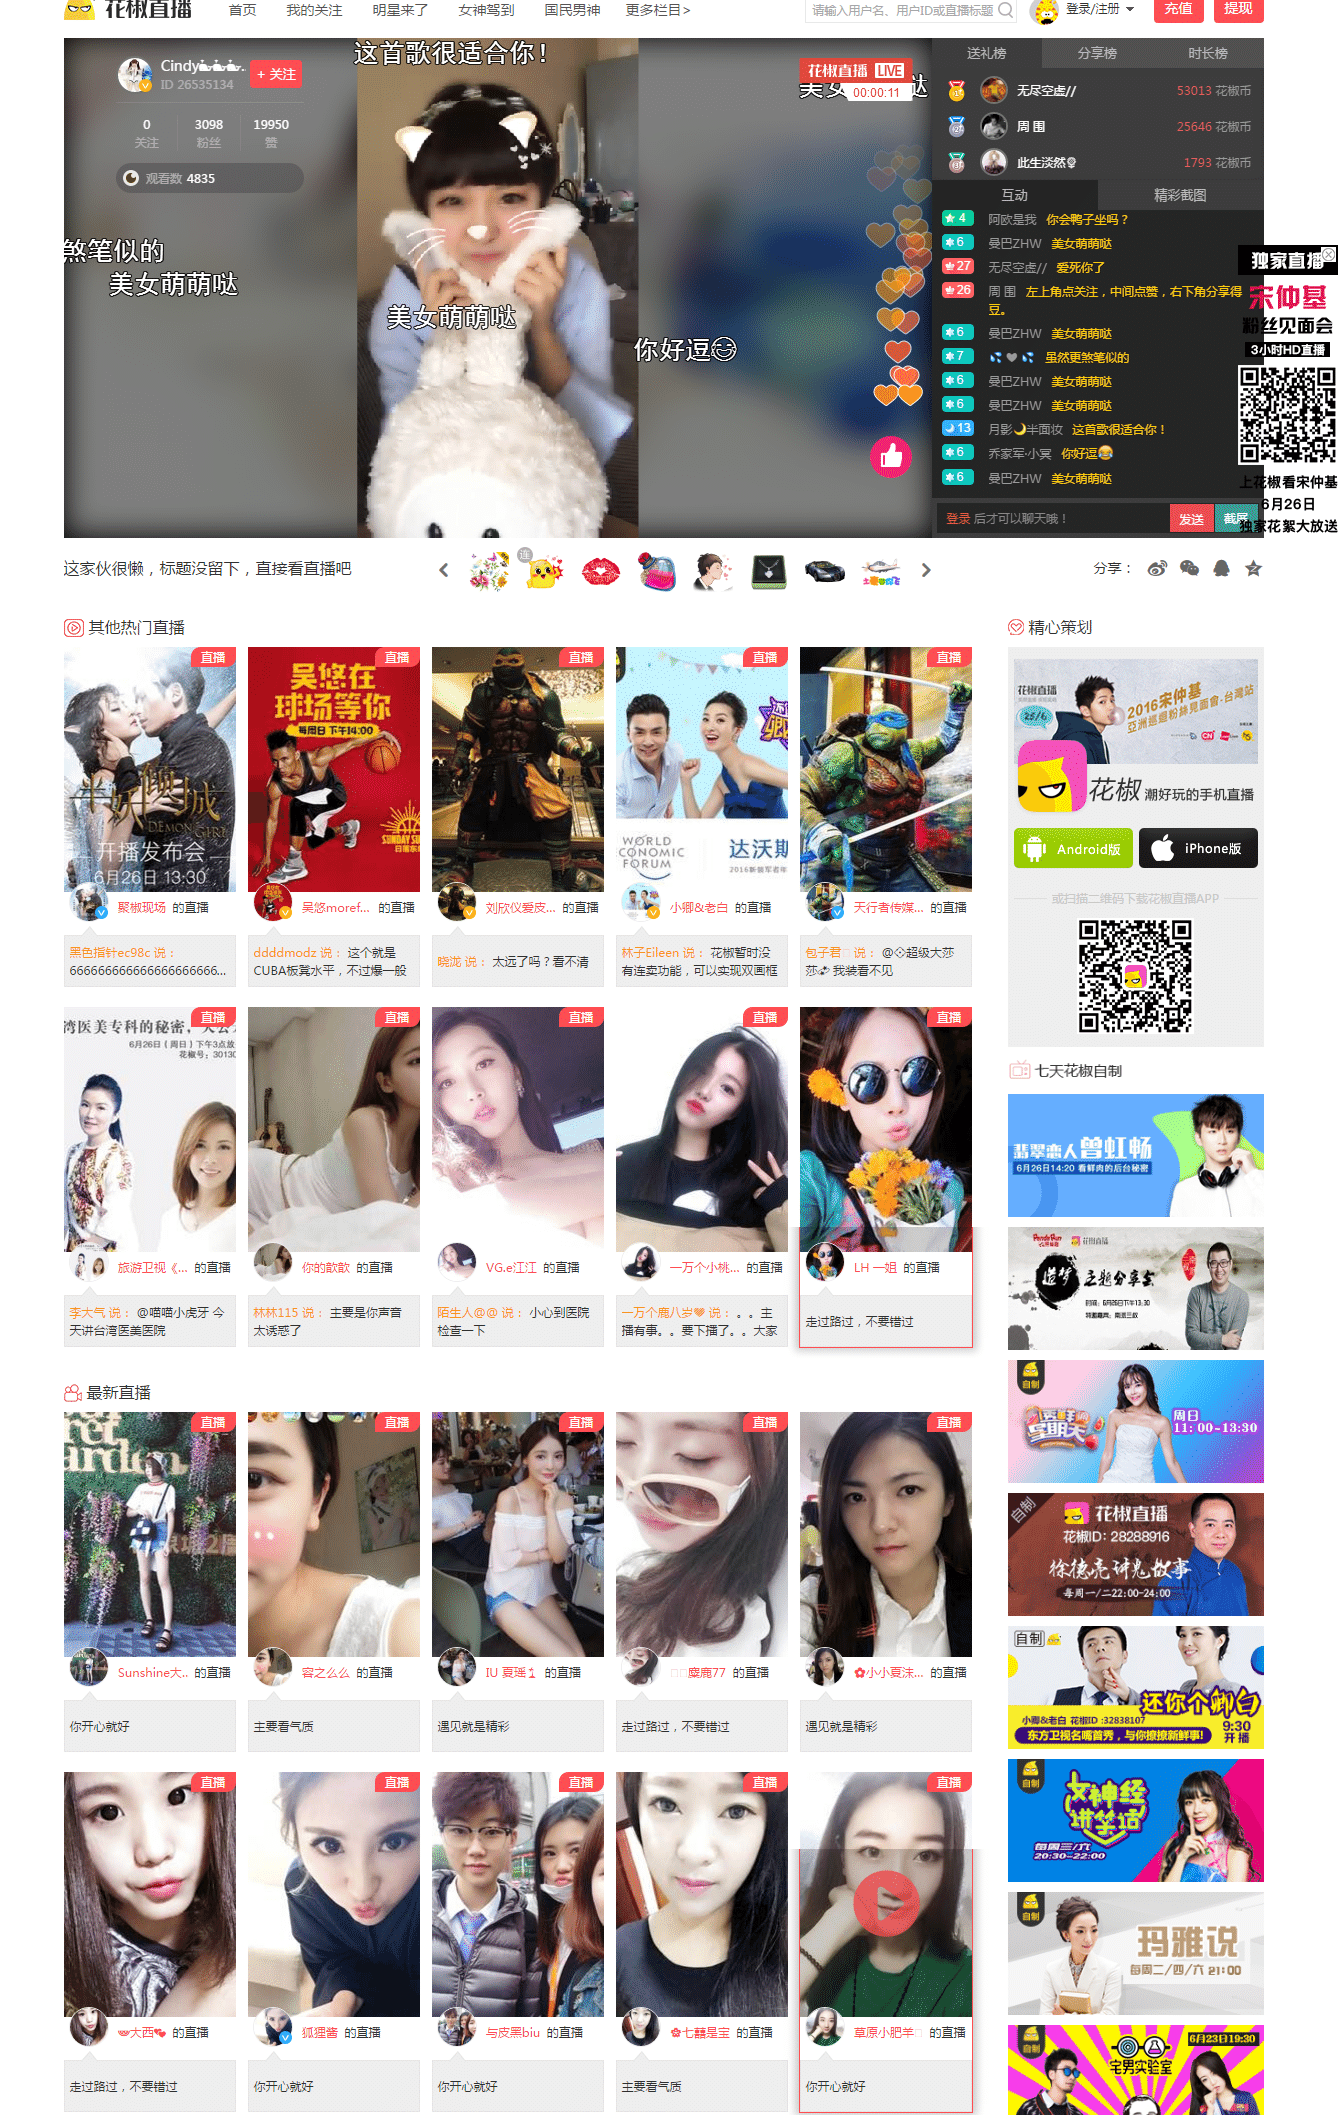 花椒直播
首页 我的关注 明星来了 女神驾到 国民男神 更多栏目>
请输入用户名、用户ID或直播标题
登录/注册
充值
提现
Cindy
ID 26535134
+ 关注
0 3098 19950
关注 粉丝 赞
观看数 4835
这首歌很适合你！
花椒直播 LIVE
00:00:11
煞笔似的
美女萌萌哒
美女萌萌哒
你好逗😂
送礼榜 分享榜 时长榜
无尽空虚// 53013 花椒币
周 围 25646 花椒币
此生淡然 1793 花椒币
互动 精彩截图
4 阿欧是我 你会鸭子坐吗？
6 曼巴ZHW 美女萌萌哒
27 无尽空虚// 爱死你了
26 周 围 左上角点关注，中间点赞，右下角分享得
豆。
6 曼巴ZHW 美女萌萌哒
7 💦❤💦 虽然更煞笔似的
6 曼巴ZHW 美女萌萌哒
6 曼巴ZHW 美女萌萌哒
13 月影🌙半面妆 这首歌很适合你！
6 乔家军·小冥 你好逗😂
6 曼巴ZHW 美女萌萌哒
登录 后才可以聊天哦！
发送
截屏
独家直播
宋仲基
粉丝见面会
3小时HD直播
上花椒看宋仲基
6月26日
独家花絮大放送
这家伙很懒，标题没留下，直接看直播吧
连
分享：
其他热门直播
直播 直播 直播 直播 直播
半妖倾城
DEMON GIRL
开播发布会
6月26日 13:30
吴悠在
球场等你
每周日 下午14:00
SUNDAY
WORLD
ECONOMIC
FORUM
达沃斯
聚椒现场 的直播
吴悠moref... 的直播
刘欣仪爱皮... 的直播
小卿&老白 的直播
天行者传媒... 的直播
黑色指针ec98c 说：
66666666666666666666...
ddddmodz 说： 这个就是
CUBA板凳水平，不过爆一般
晓泷 说： 太远了吗？看不清
林子Eileen 说： 花椒暂时没
有连卖功能，可以实现双画框
包子君 说： @超级大莎
莎 我装看不见
直播 直播 直播 直播 直播
湾医美专科的秘密，
6月26日（周日）下午3点放
花椒号：30130
旅游卫视《... 的直播
你的歆歆 的直播
VG.e江江 的直播
一万个小桃... 的直播
LH 一姐 的直播
李大气 说： @喵喵小虎牙 今
天讲台湾医美医院
林林115 说： 主要是你声音
太诱惑了
陌生人@@ 说： 小心到医院
检查一下
一万个鹿八岁 说： 。。主
播有事。。要下播了。。大家
走过路过，不要错过
最新直播
直播 直播 直播 直播 直播
Sunshine大.. 的直播
容之么么 的直播
IU 夏瑶 的直播
麋鹿77 的直播
小小夏沫... 的直播
你开心就好
主要看气质
遇见就是精彩
走过路过，不要错过
遇见就是精彩
直播 直播 直播 直播 直播
大西 的直播
狐狸酱 的直播
与皮黑biu 的直播
七囍是宝 的直播
草原小肥羊 的直播
走过路过，不要错过
你开心就好
你开心就好
主要看气质
你开心就好
精心策划
花椒直播
25/6
2016宋仲基
亞洲巡迴粉絲見面會-台灣站
花椒 潮好玩的手机直播
Android版
iPhone版
或扫描二维码下载花椒直播APP
七天花椒自制
翡翠恋人 曾虹畅
6月26日14:20 看鲜肉的后台秘密
花椒直播
造梦 主题分享会
时间：6月26日下午13:30
自制
周日
11:00-13:30
自制
花椒直播
花椒ID: 28288916
徐德亮讲鬼故事
每周一/二22:00-24:00
自制
还你个卿白
小卿&老白 花椒ID :32838107
9:30
开播
东方卫视名嘴首秀，与你撩撩新鲜事!
自制
女神经
讲笑话
每周三/六
20:30-22:00
自制
玛雅说
每周二/四/六 21:00
自制
6月23日19:30
宅男实验室